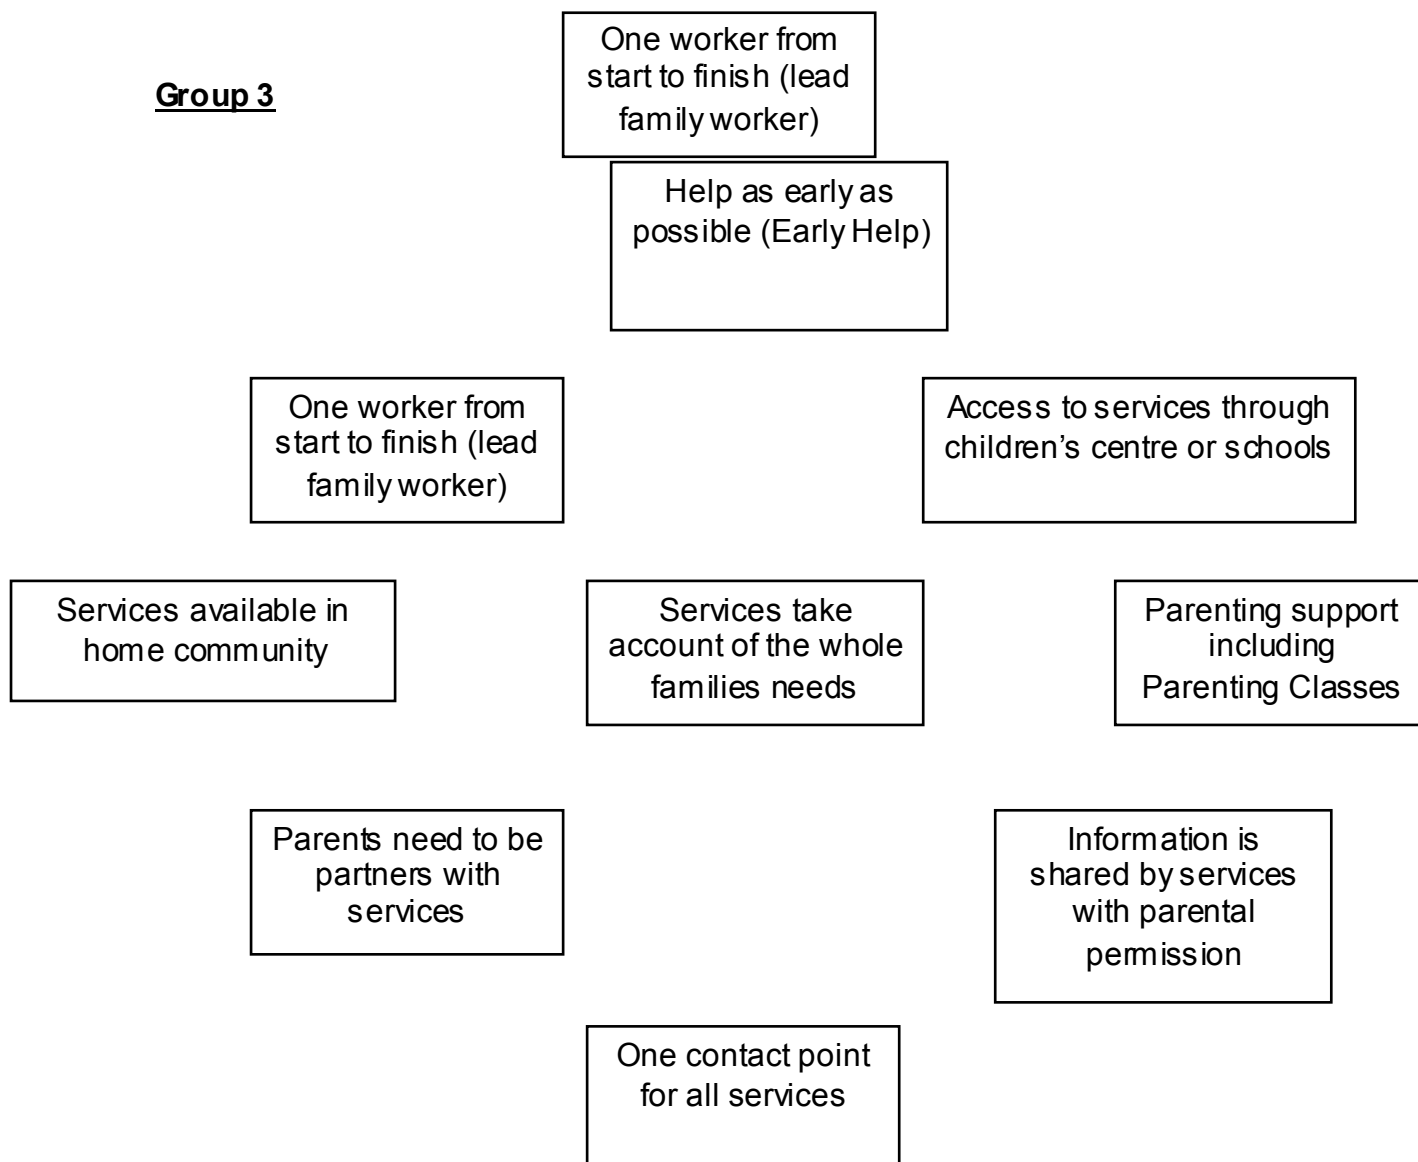 Group 3
One worker from
start to finish (lead
family worker)
Help as early as
possible (Early Help)
One worker from
start to finish (lead
family worker)
Access to services through
children’s centre or schools
Services available in
home community
Services take
account of the whole
families needs
Parenting support
including
Parenting Classes
Parents need to be
partners with
services
Information is
shared by services
with parental
permission
One contact point
for all services